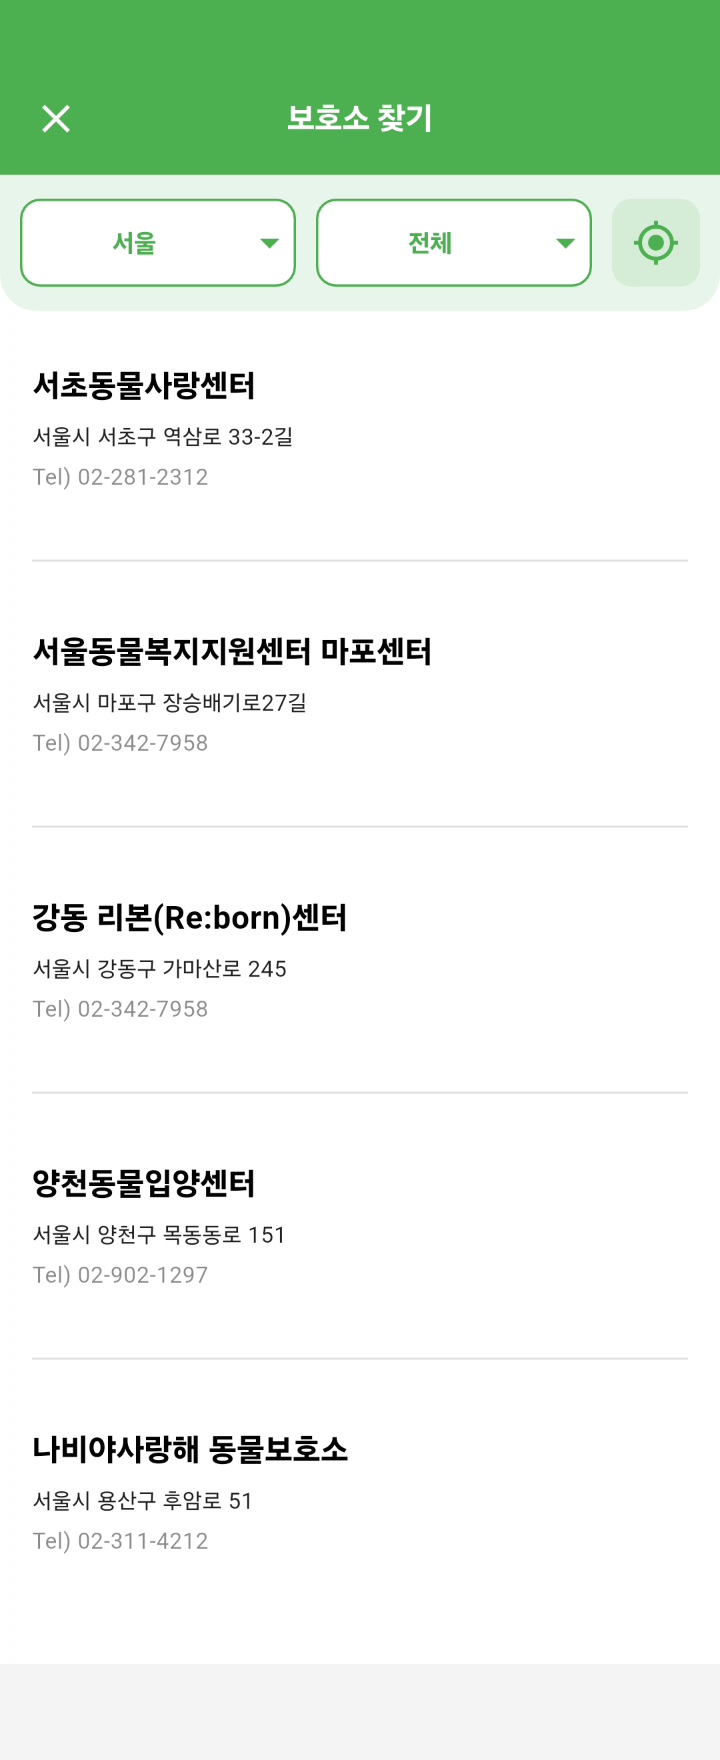 보호소 찾기
서울 전체
서초동물사랑센터
서울시 서초구 역삼로 33-2길
Tel) 02-281-2312
서울동물복지지원센터 마포센터
서울시 마포구 장승배기로27길
Tel) 02-342-7958
강동 리본(Re:born)센터
서울시 강동구 가마산로 245
Tel) 02-342-7958
양천동물입양센터
서울시 양천구 목동동로 151
Tel) 02-902-1297
나비야사랑해 동물보호소
서울시 용산구 후암로 51
Tel) 02-311-4212